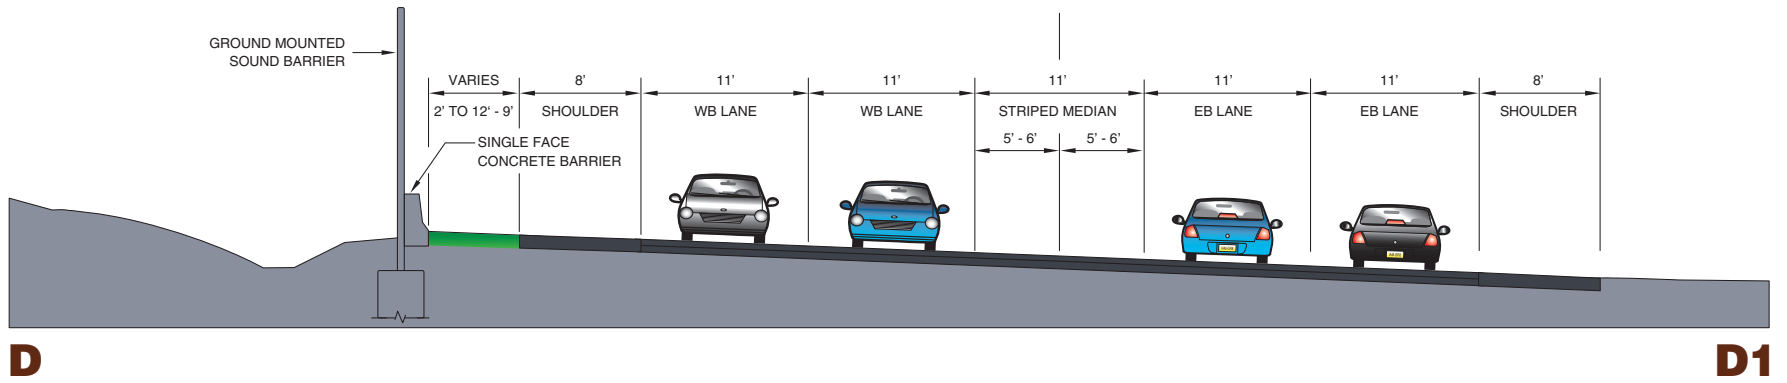 GROUND MOUNTED
SOUND BARRIER
VARIES
2’ TO 12‘ - 9’
8’
SHOULDER
11’
WB LANE
11’
WB LANE
11’
STRIPED MEDIAN
5’ - 6’
5’ - 6’
11’
EB LANE
11’
EB LANE
8’
SHOULDER
SINGLE FACE
CONCRETE BARRIER
D
D1